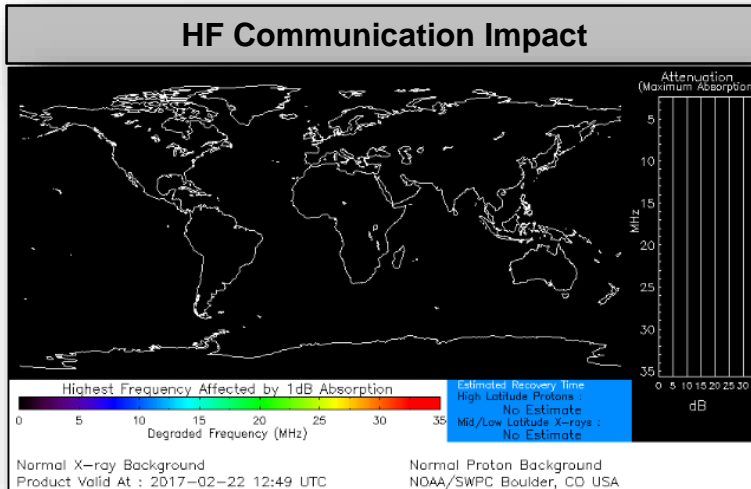 HF Communication Impact
Attenuation
(Maximum Absorption
5
10
15
20
25
30
35
MHz
0 5 10 15 20 25 30
dB
Highest Frequency Affected by 1dB Absorption
0 5 10 15 20 25 30 35
Degraded Frequency (MHz)
Estimated Recovery Time
High Latitude Protons :
No Estimate
Mid/Low Latitude X-rays :
No Estimate
Normal X-ray Background
Product Valid At : 2017-02-22 12:49 UTC
Normal Proton Background
NOAA/SWPC Boulder, CO USA